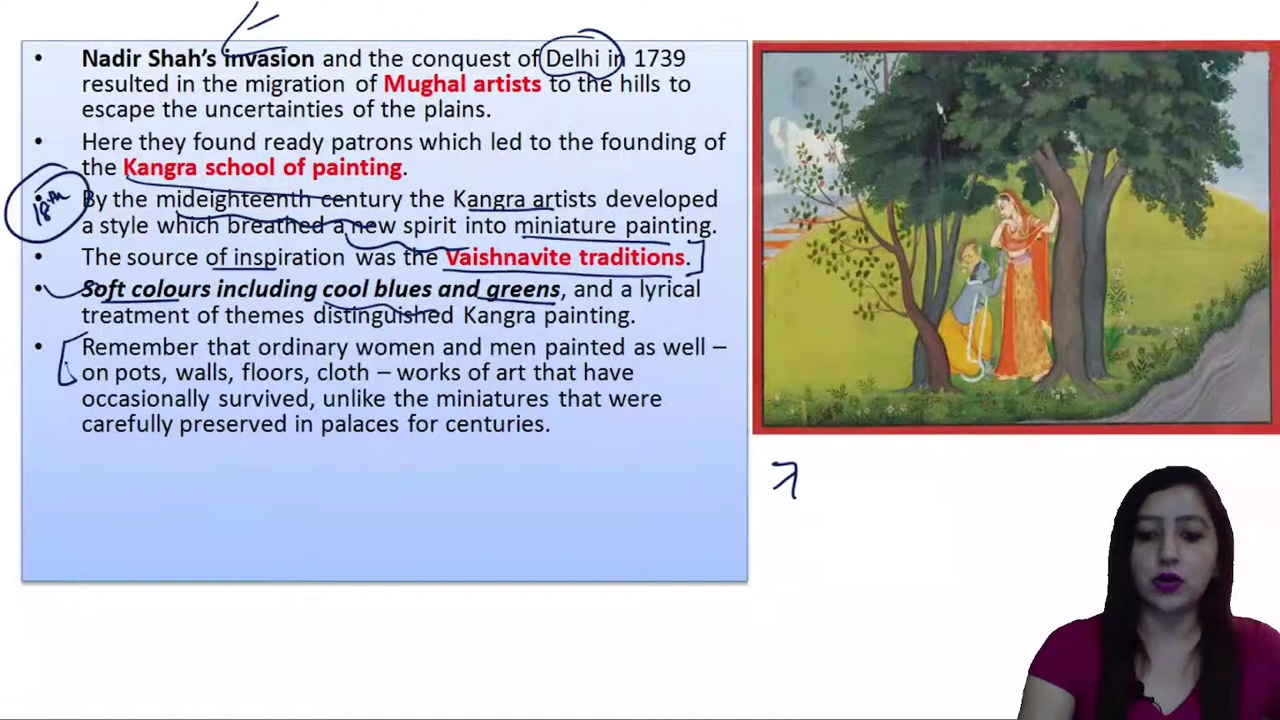 • Nadir Shah's invasion and the conquest of Delhi in 1739
resulted in the migration of Mughal artists to the hills to
escape the uncertainties of the plains.
• Here they found ready patrons which led to the founding of
the Kangra school of painting.
18th
• By the mideighteenth century the Kangra artists developed
a style which breathed a new spirit into miniature painting.
• The source of inspiration was the Vaishnavite traditions.
• Soft colours including cool blues and greens, and a lyrical
treatment of themes distinguished Kangra painting.
• Remember that ordinary women and men painted as well –
on pots, walls, floors, cloth – works of art that have
occasionally survived, unlike the miniatures that were
carefully preserved in palaces for centuries.